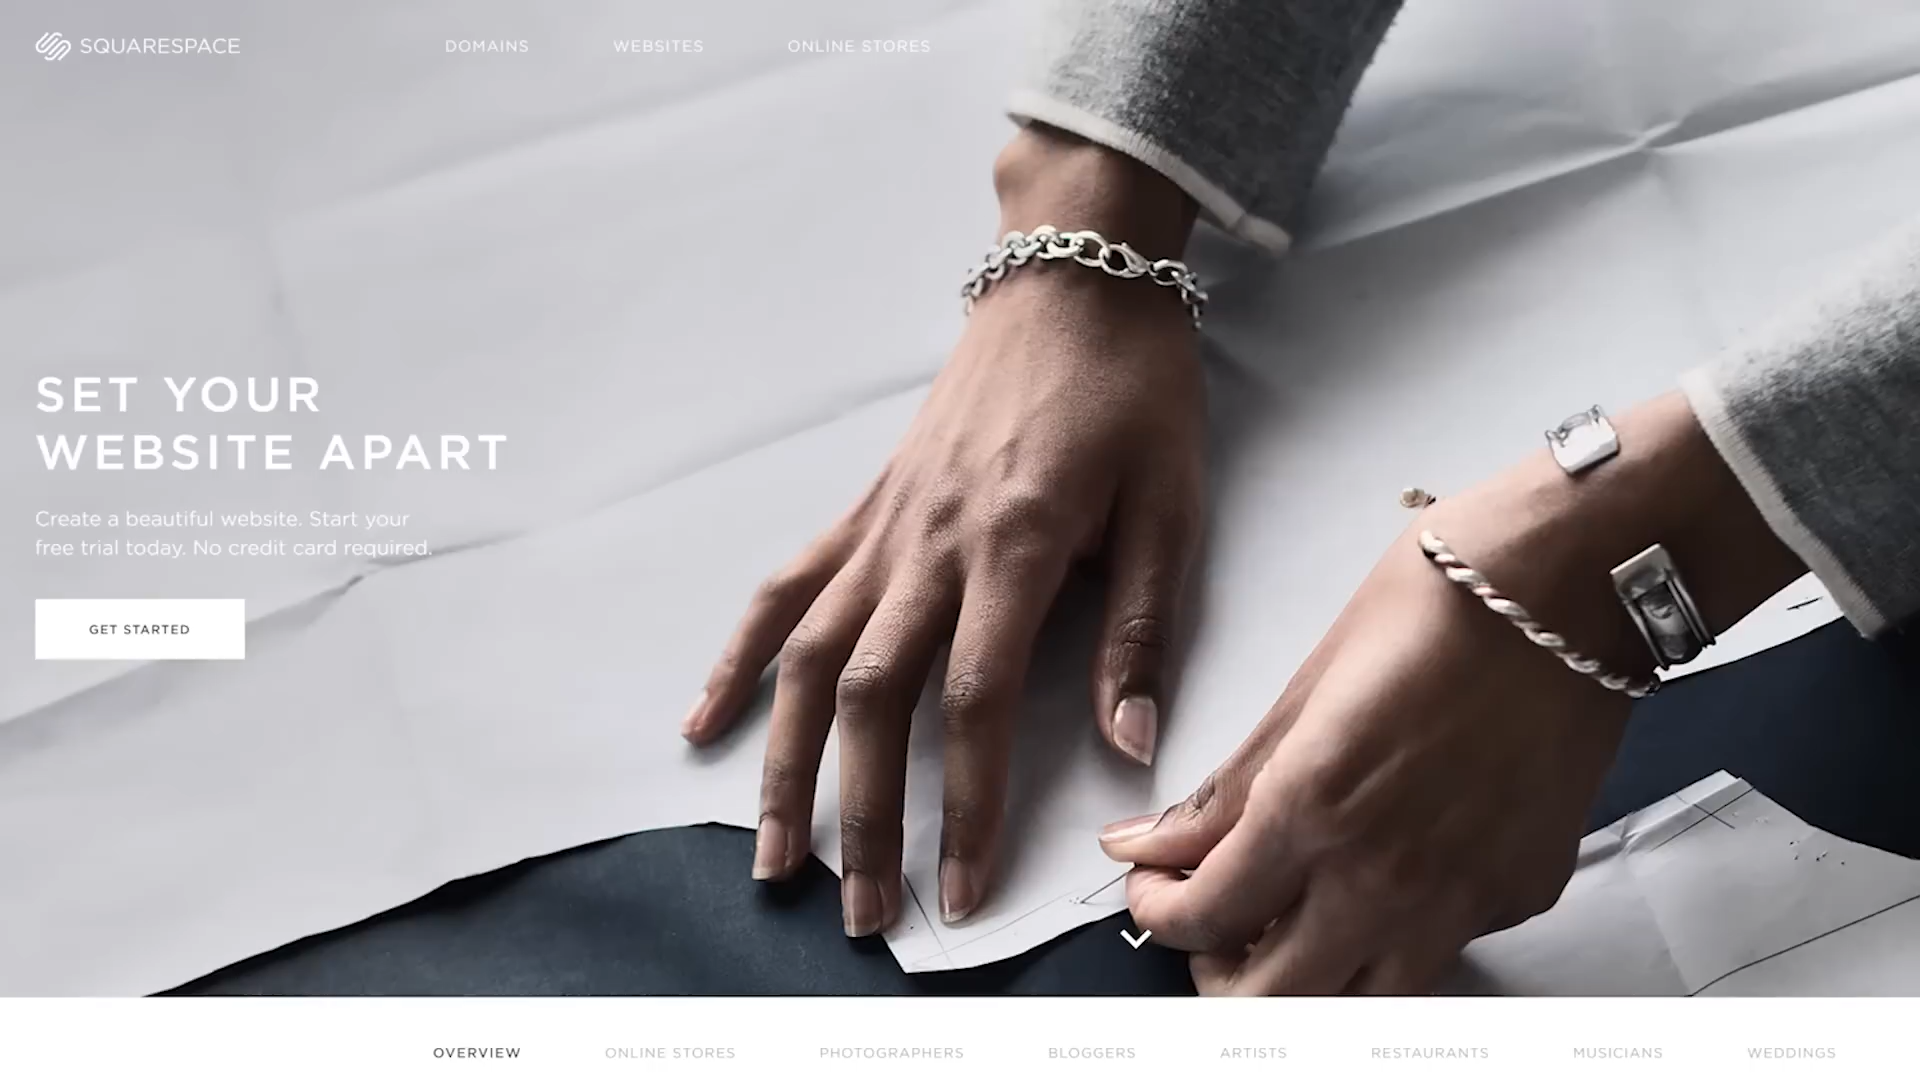 SQUARESPACE
DOMAINS
WEBSITES
ONLINE STORES
SET YOUR
WEBSITE APART
Create a beautiful website. Start your
free trial today. No credit card required.
GET STARTED
OVERVIEW
ONLINE STORES
PHOTOGRAPHERS
BLOGGERS
ARTISTS
RESTAURANTS
MUSICIANS
WEDDINGS